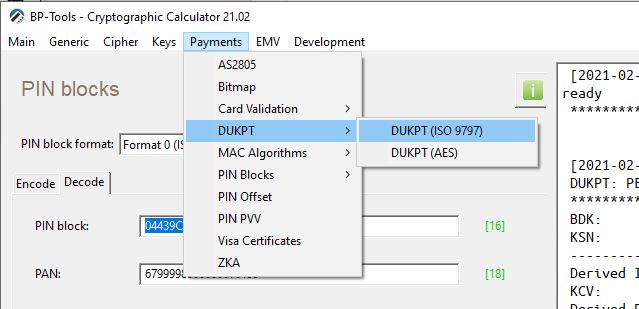 BP-Tools - Cryptographic Calculator 21.02
Main Generic Cipher Keys Payments EMV Development
AS2805
Bitmap
Card Validation
DUKPT
MAC Algorithms
PIN Blocks
PIN Offset
PIN PVV
Visa Certificates
ZKA
DUKPT (ISO 9797)
DUKPT (AES)
PIN blocks
i
PIN block format: Format 0 (IS
Encode Decode
PIN block: 04439C [16]
PAN: [18]
[2021-02-
ready
**********
[2021-02-
DUKPT: PE
**********
BDK:
KSN:
----------
Derived I
KCV:
Derived D